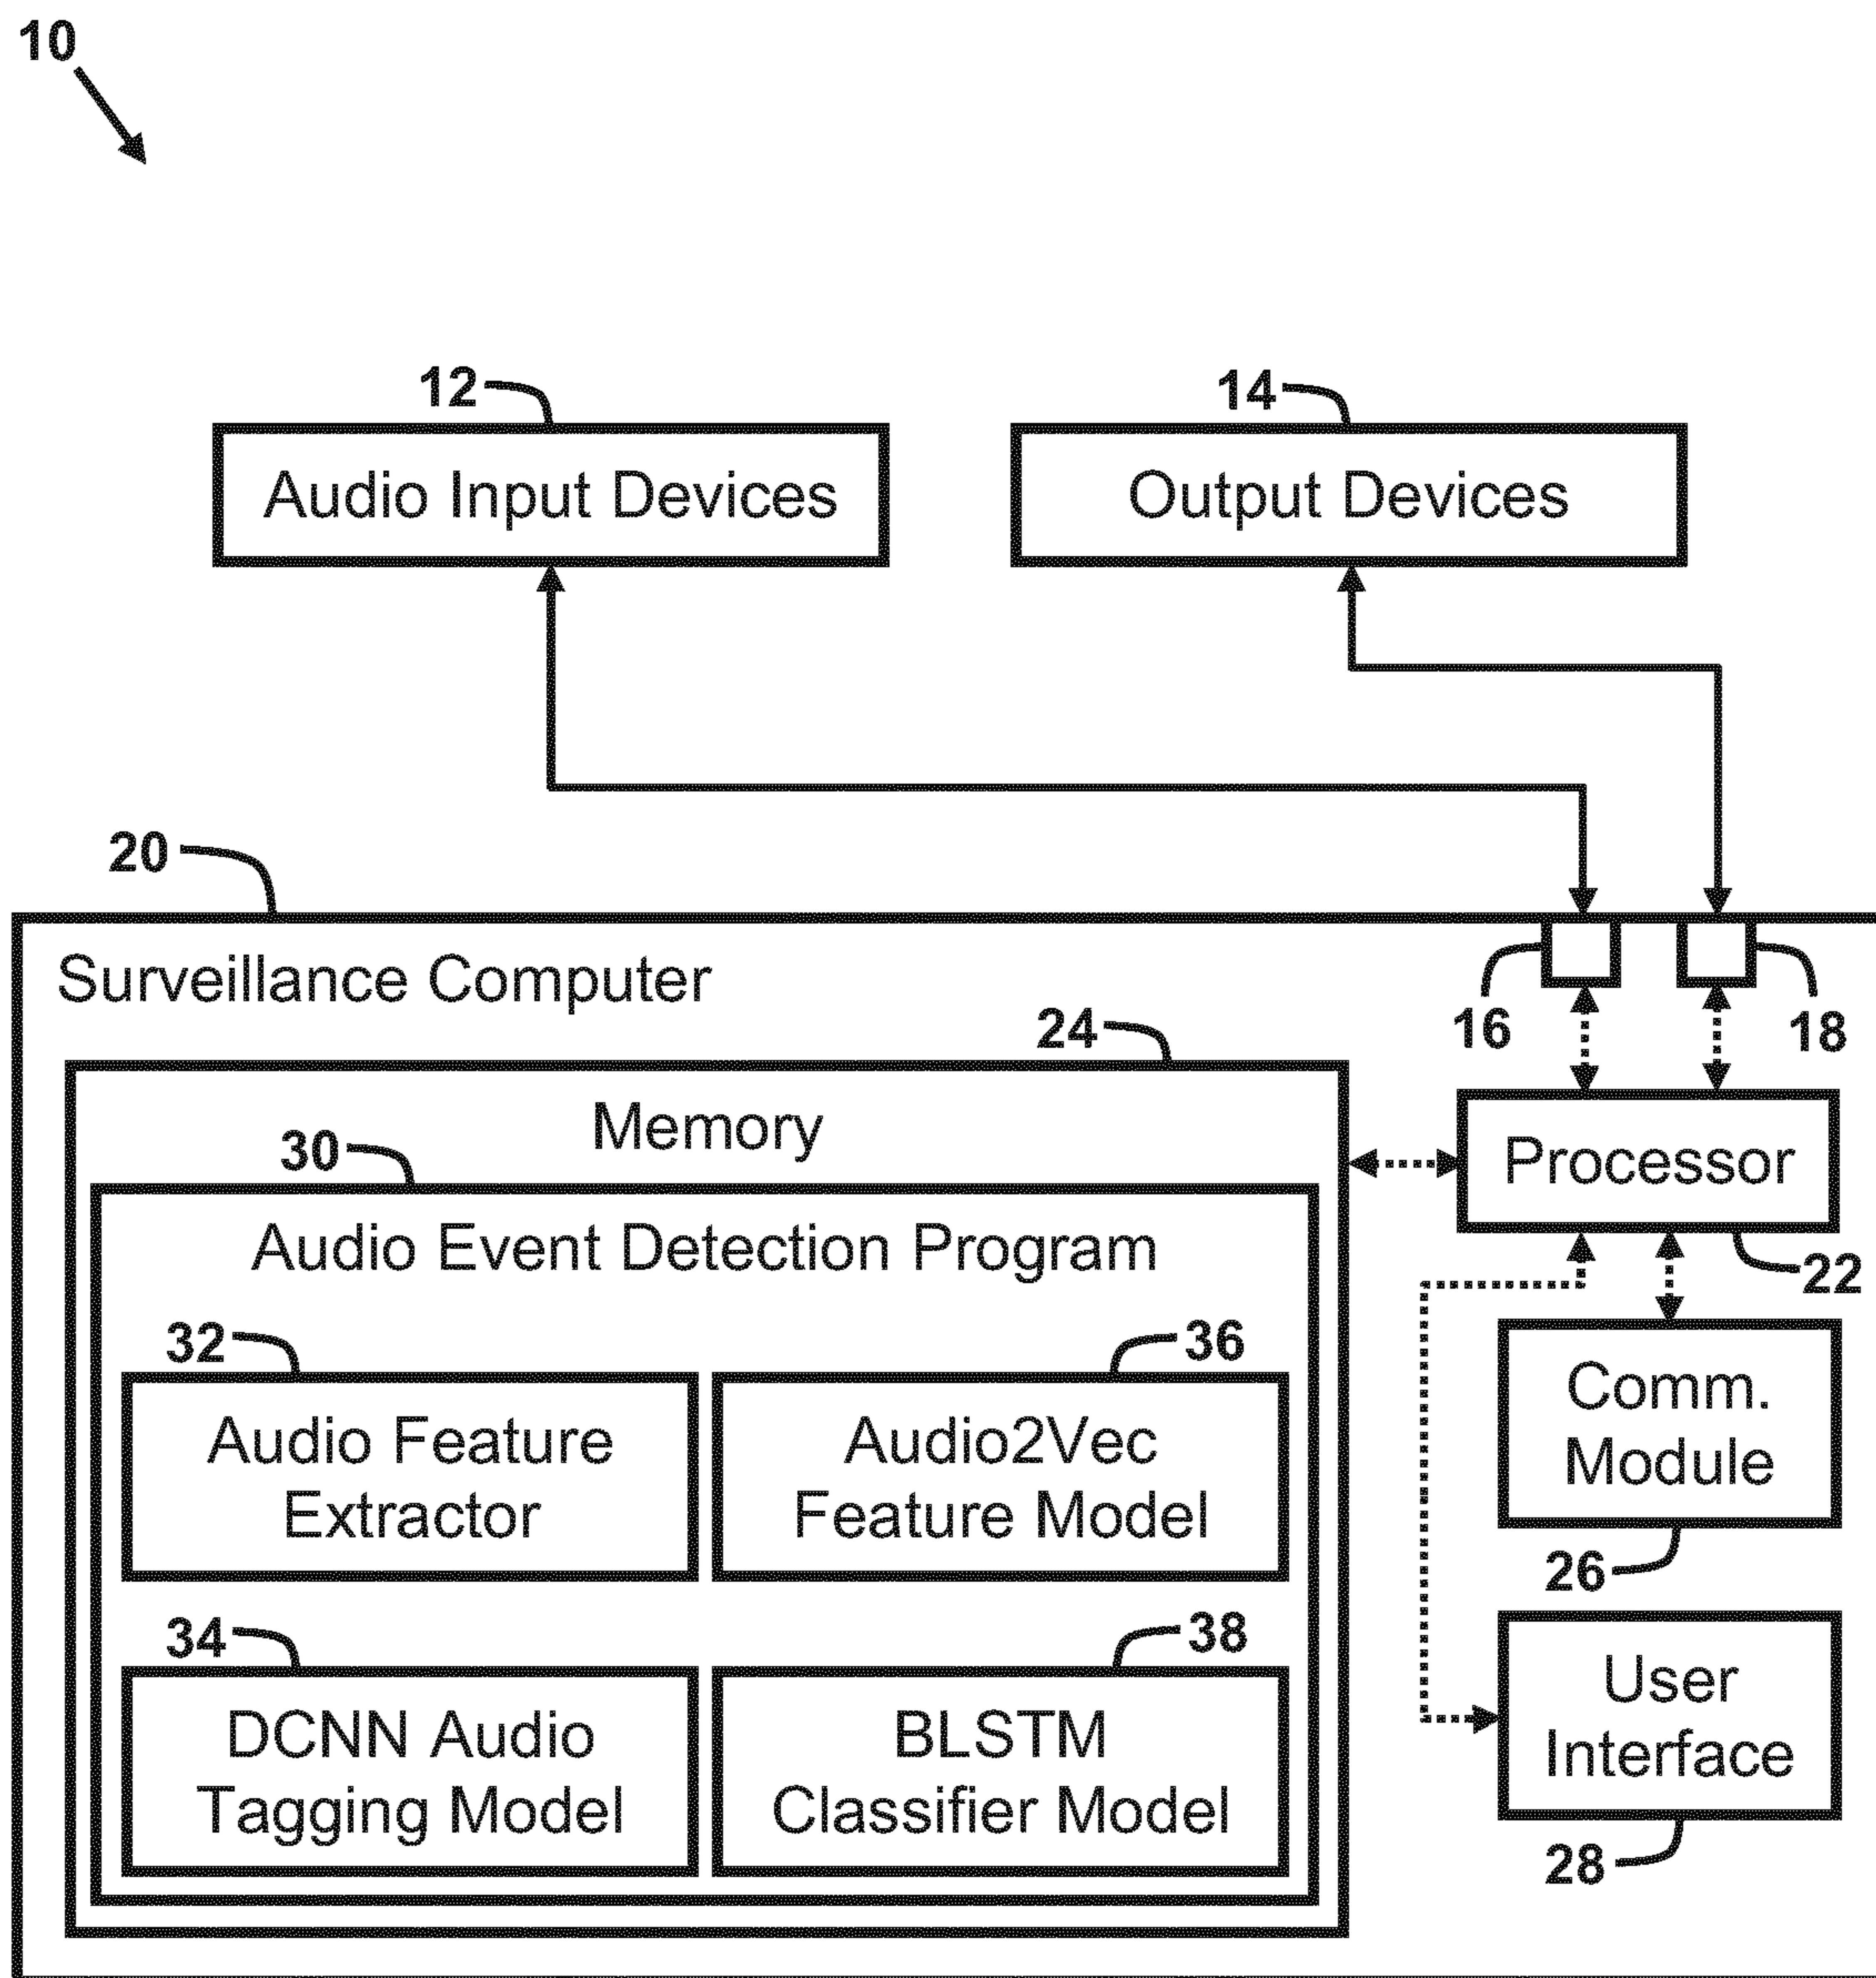 10
12
Audio Input Devices
14
Output Devices
20
Surveillance Computer
16
18
24
Memory
Processor
22
30
Audio Event Detection Program
32
Audio Feature
Extractor
36
Audio2Vec
Feature Model
34
DCNN Audio
Tagging Model
38
BLSTM
Classifier Model
Comm.
Module
26
User
Interface
28